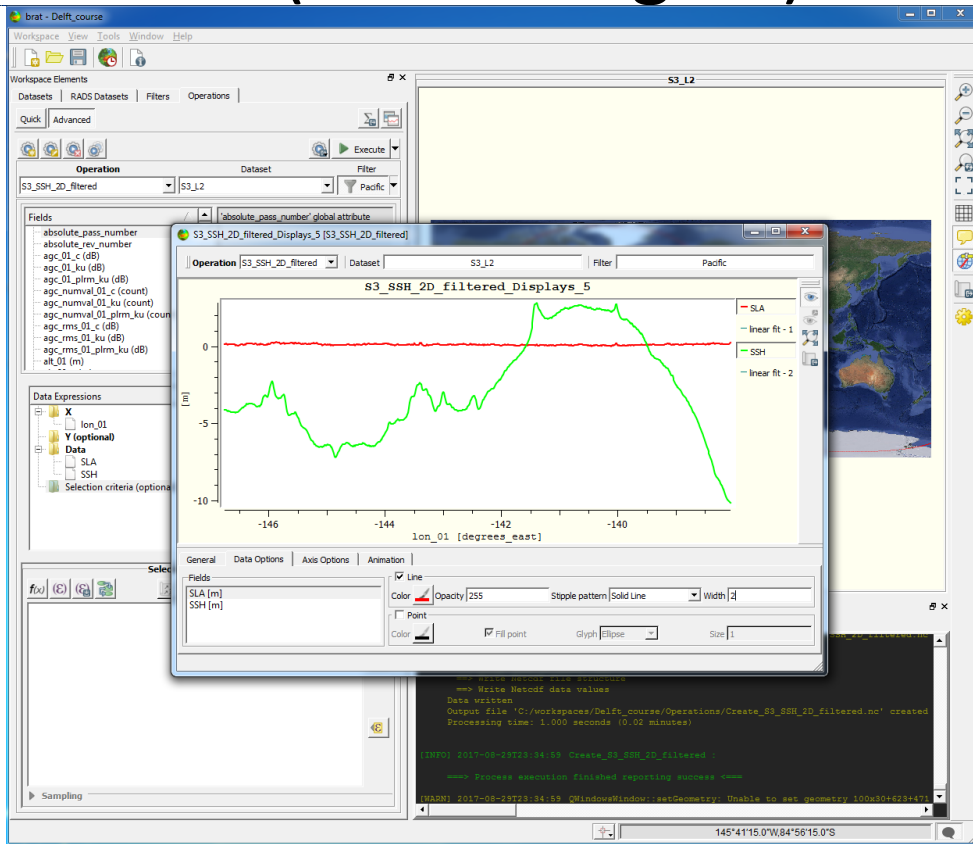 brat - Delft_course
Workspace View Tools Window Help
Workspace Elements
S3_L2
Datasets RADS Datasets Filters Operations
Quick Advanced
Execute
Operation Dataset Filter
S3_SSH_2D_filtered S3_L2 Pacific
Fields 'absolute_pass_number' global attribute
absolute_pass_number
absolute_rev_number
agc_01_c (dB)
agc_01_ku (dB)
agc_01_plrm_ku (dB)
agc_numval_01_c (count)
agc_numval_01_ku (count)
agc_numval_01_plrm_ku (coun
agc_rms_01_c (dB)
agc_rms_01_ku (dB)
agc_rms_01_plrm_ku (dB)
alt_01 (m)
Data Expressions
X
lon_01
Y (optional)
Data
SLA
SSH
Selection criteria (optiona
Selec
f(x) (ε)
Sampling
S3_SSH_2D_filtered_Displays_5 [S3_SSH_2D_filtered]
Operation S3_SSH_2D_filtered Dataset S3_L2 Filter Pacific
S3_SSH_2D_filtered_Displays_5
SLA
linear fit - 1
SSH
linear fit - 2
[m]
0
-5
-10
-146 -144 -142 -140
lon_01 [degrees_east]
General Data Options Axis Options Animation
Fields
SLA [m]
SSH [m]
Line
Color Opacity 255 Stipple pattern Solid Line Width 2
Point
Color Fill point Glyph Ellipse Size 1
==> Write Netcdf file structure
==> Write Netcdf data values
Data written
Output file 'C:/workspaces/Delft_course/Operations/Create_S3_SSH_2D_filtered.nc' created
Processing time: 1.000 seconds (0.02 minutes)
[INFO] 2017-08-29T23:34:59 Create_S3_SSH_2D_filtered :
===> Process execution finished reporting success <===
[WARN] 2017-08-29T23:34:59 QWindowsWindow::setGeometry: Unable to set geometry 100x30+623+471
145°41'15.0"W,84°56'15.0"S